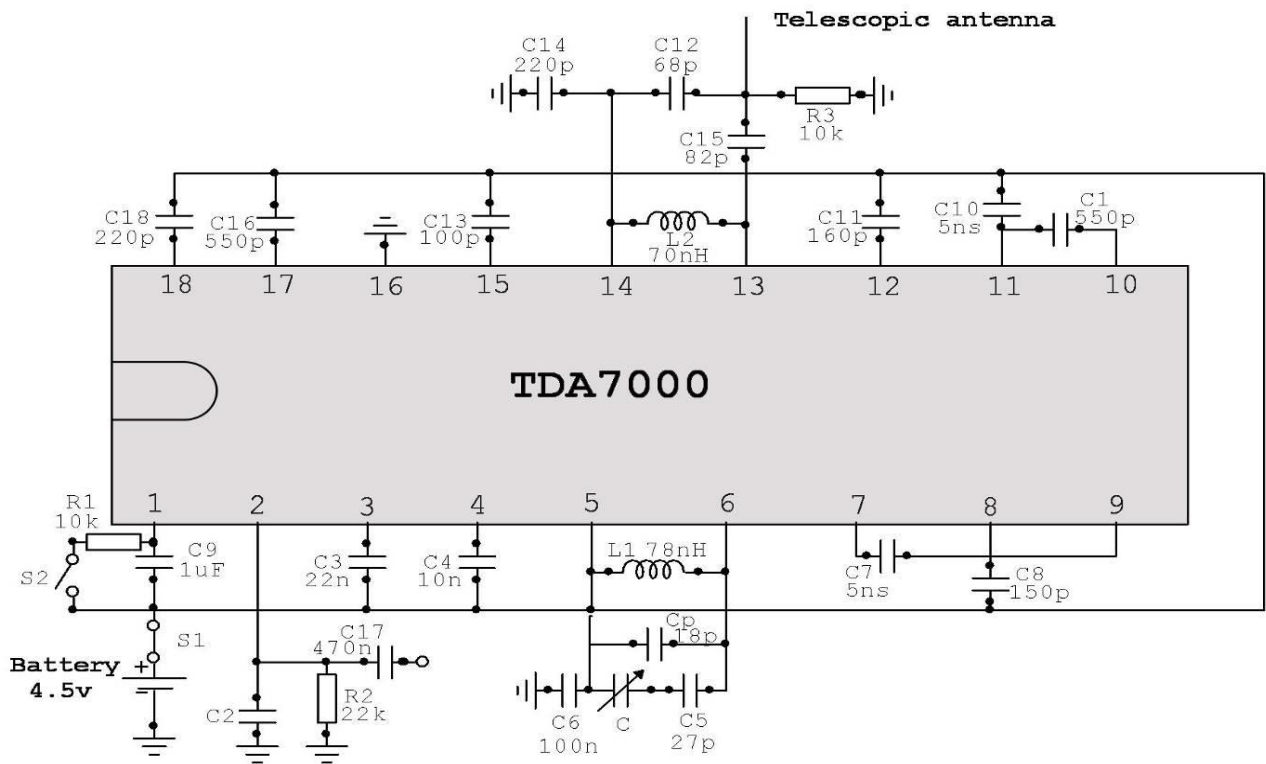 Telescopic antenna
C14
220p
C12
68p
R3
10k
C15
82p
C18
220p
C16
550p
C13
100p
L2
70nH
C11
160p
C10
5ns
C1
550p
18 17 16 15 14 13 12 11 10
TDA7000
1 2 3 4 5 6 7 8 9
R1
10k
S2
C9
1uF
C3
22n
C4
10n
L1 78nH
C7
5ns
C8
150p
S1
Battery +
4.5v -
C17
470n
Cp
18p
C2
R2
22k
C6
100n
C
C5
27p